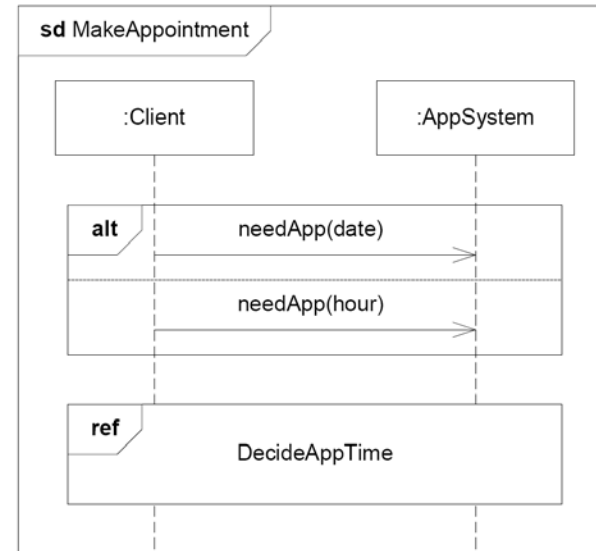 sd MakeAppointment
:Client
:AppSystem
alt
needApp(date)
needApp(hour)
ref
DecideAppTime